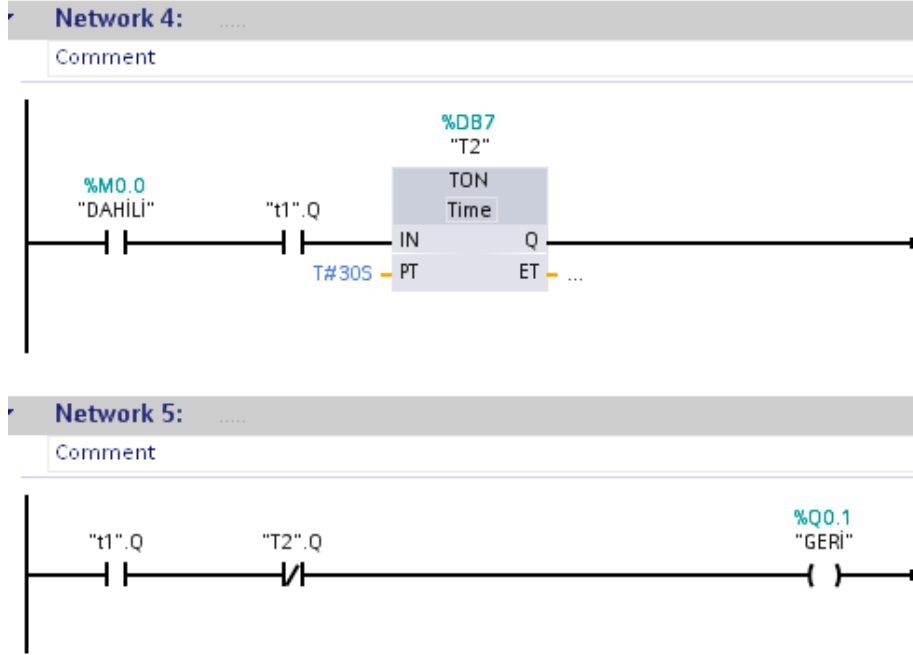 Network 4: .....
Comment
%DB7
"T2"
TON
Time
%M0.0
"DAHİLİ"
"t1".Q
IN Q
T#30S PT ET ...
Network 5: .....
Comment
%Q0.1
"t1".Q "T2".Q "GERİ"